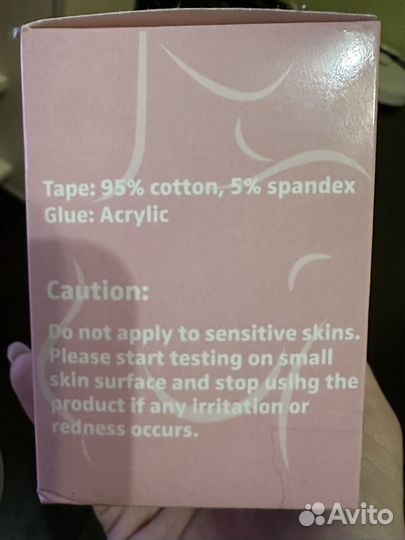 Tape: 95% cotton, 5% spandex
Glue: Acrylic
Caution:
Do not apply to sensitive skins.
Please start testing on small
skin surface and stop using the
product if any irritation or
redness occurs.
Avito